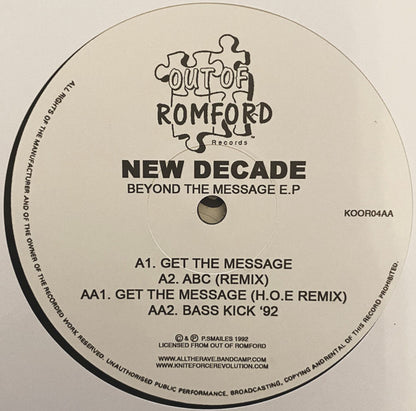 OUT OF
ROMFORD
Records
NEW DECADE
BEYOND THE MESSAGE E.P
KOOR04AA
A1. GET THE MESSAGE
A2. ABC (REMIX)
AA1. GET THE MESSAGE (H.O.E REMIX)
AA2. BASS KICK '92
© & ℗ P.SMAILES 1992
LICENSED FROM OUT OF ROMFORD
WWW.ALLTHERAVE.BANDCAMP.COM
WWW.KNITEFORCEREVOLUTION.COM
ALL RIGHTS OF THE MANUFACTURER AND OF THE OWNER OF THE RECORDED WORK RESERVED. UNAUTHORISED PUBLIC PERFORMANCE, BROADCASTING, COPYING AND RENTAL OF THIS RECORD PROHIBITED.